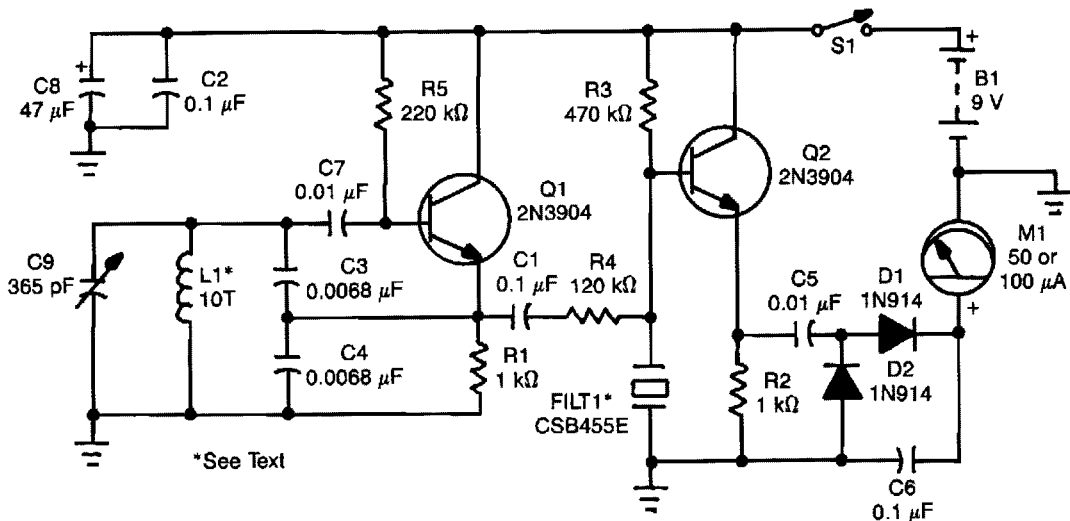 C8
47 µF
+
C2
0.1 µF
R5
220 kΩ
C7
0.01 µF
Q1
2N3904
R3
470 kΩ
Q2
2N3904
S1
+
B1
9 V
C9
365 pF
L1*
10T
C3
0.0068 µF
C4
0.0068 µF
C1
0.1 µF
R4
120 kΩ
R1
1 kΩ
FILT1*
CSB455E
R2
1 kΩ
C5
0.01 µF
D1
1N914
D2
1N914
M1
50 or
100 µA
+
C6
0.1 µF
*See Text